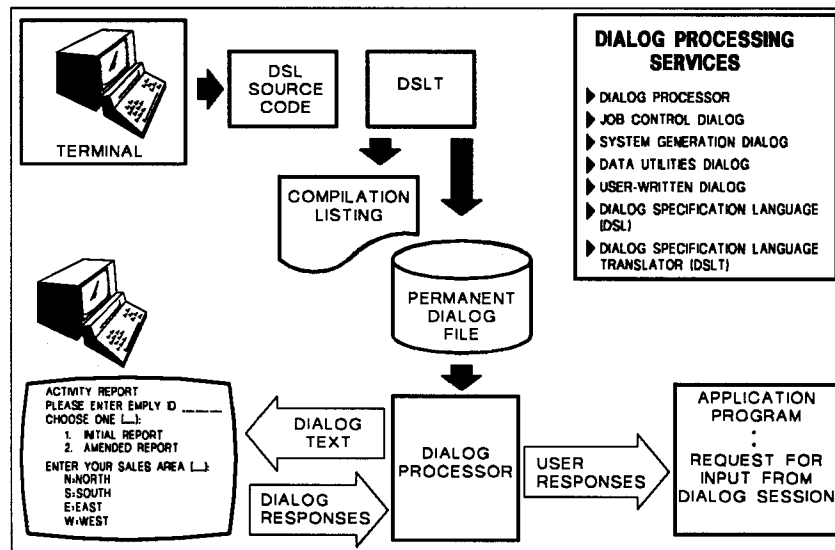 TERMINAL
DSL
SOURCE
CODE
DSLT
COMPILATION
LISTING
PERMANENT
DIALOG
FILE
DIALOG PROCESSING
SERVICES
DIALOG PROCESSOR
JOB CONTROL DIALOG
SYSTEM GENERATION DIALOG
DATA UTILITIES DIALOG
USER-WRITTEN DIALOG
DIALOG SPECIFICATION LANGUAGE
(DSL)
DIALOG SPECIFICATION LANGUAGE
TRANSLATOR (DSLT)
ACTIVITY REPORT
PLEASE ENTER EMPLY ID ______
CHOOSE ONE (__):
1. INITIAL REPORT
2. AMENDED REPORT
ENTER YOUR SALES AREA (__):
N=NORTH
S=SOUTH
E=EAST
W=WEST
DIALOG
TEXT
DIALOG
RESPONSES
DIALOG
PROCESSOR
USER
RESPONSES
APPLICATION
PROGRAM
:
REQUEST FOR
INPUT FROM
DIALOG SESSION